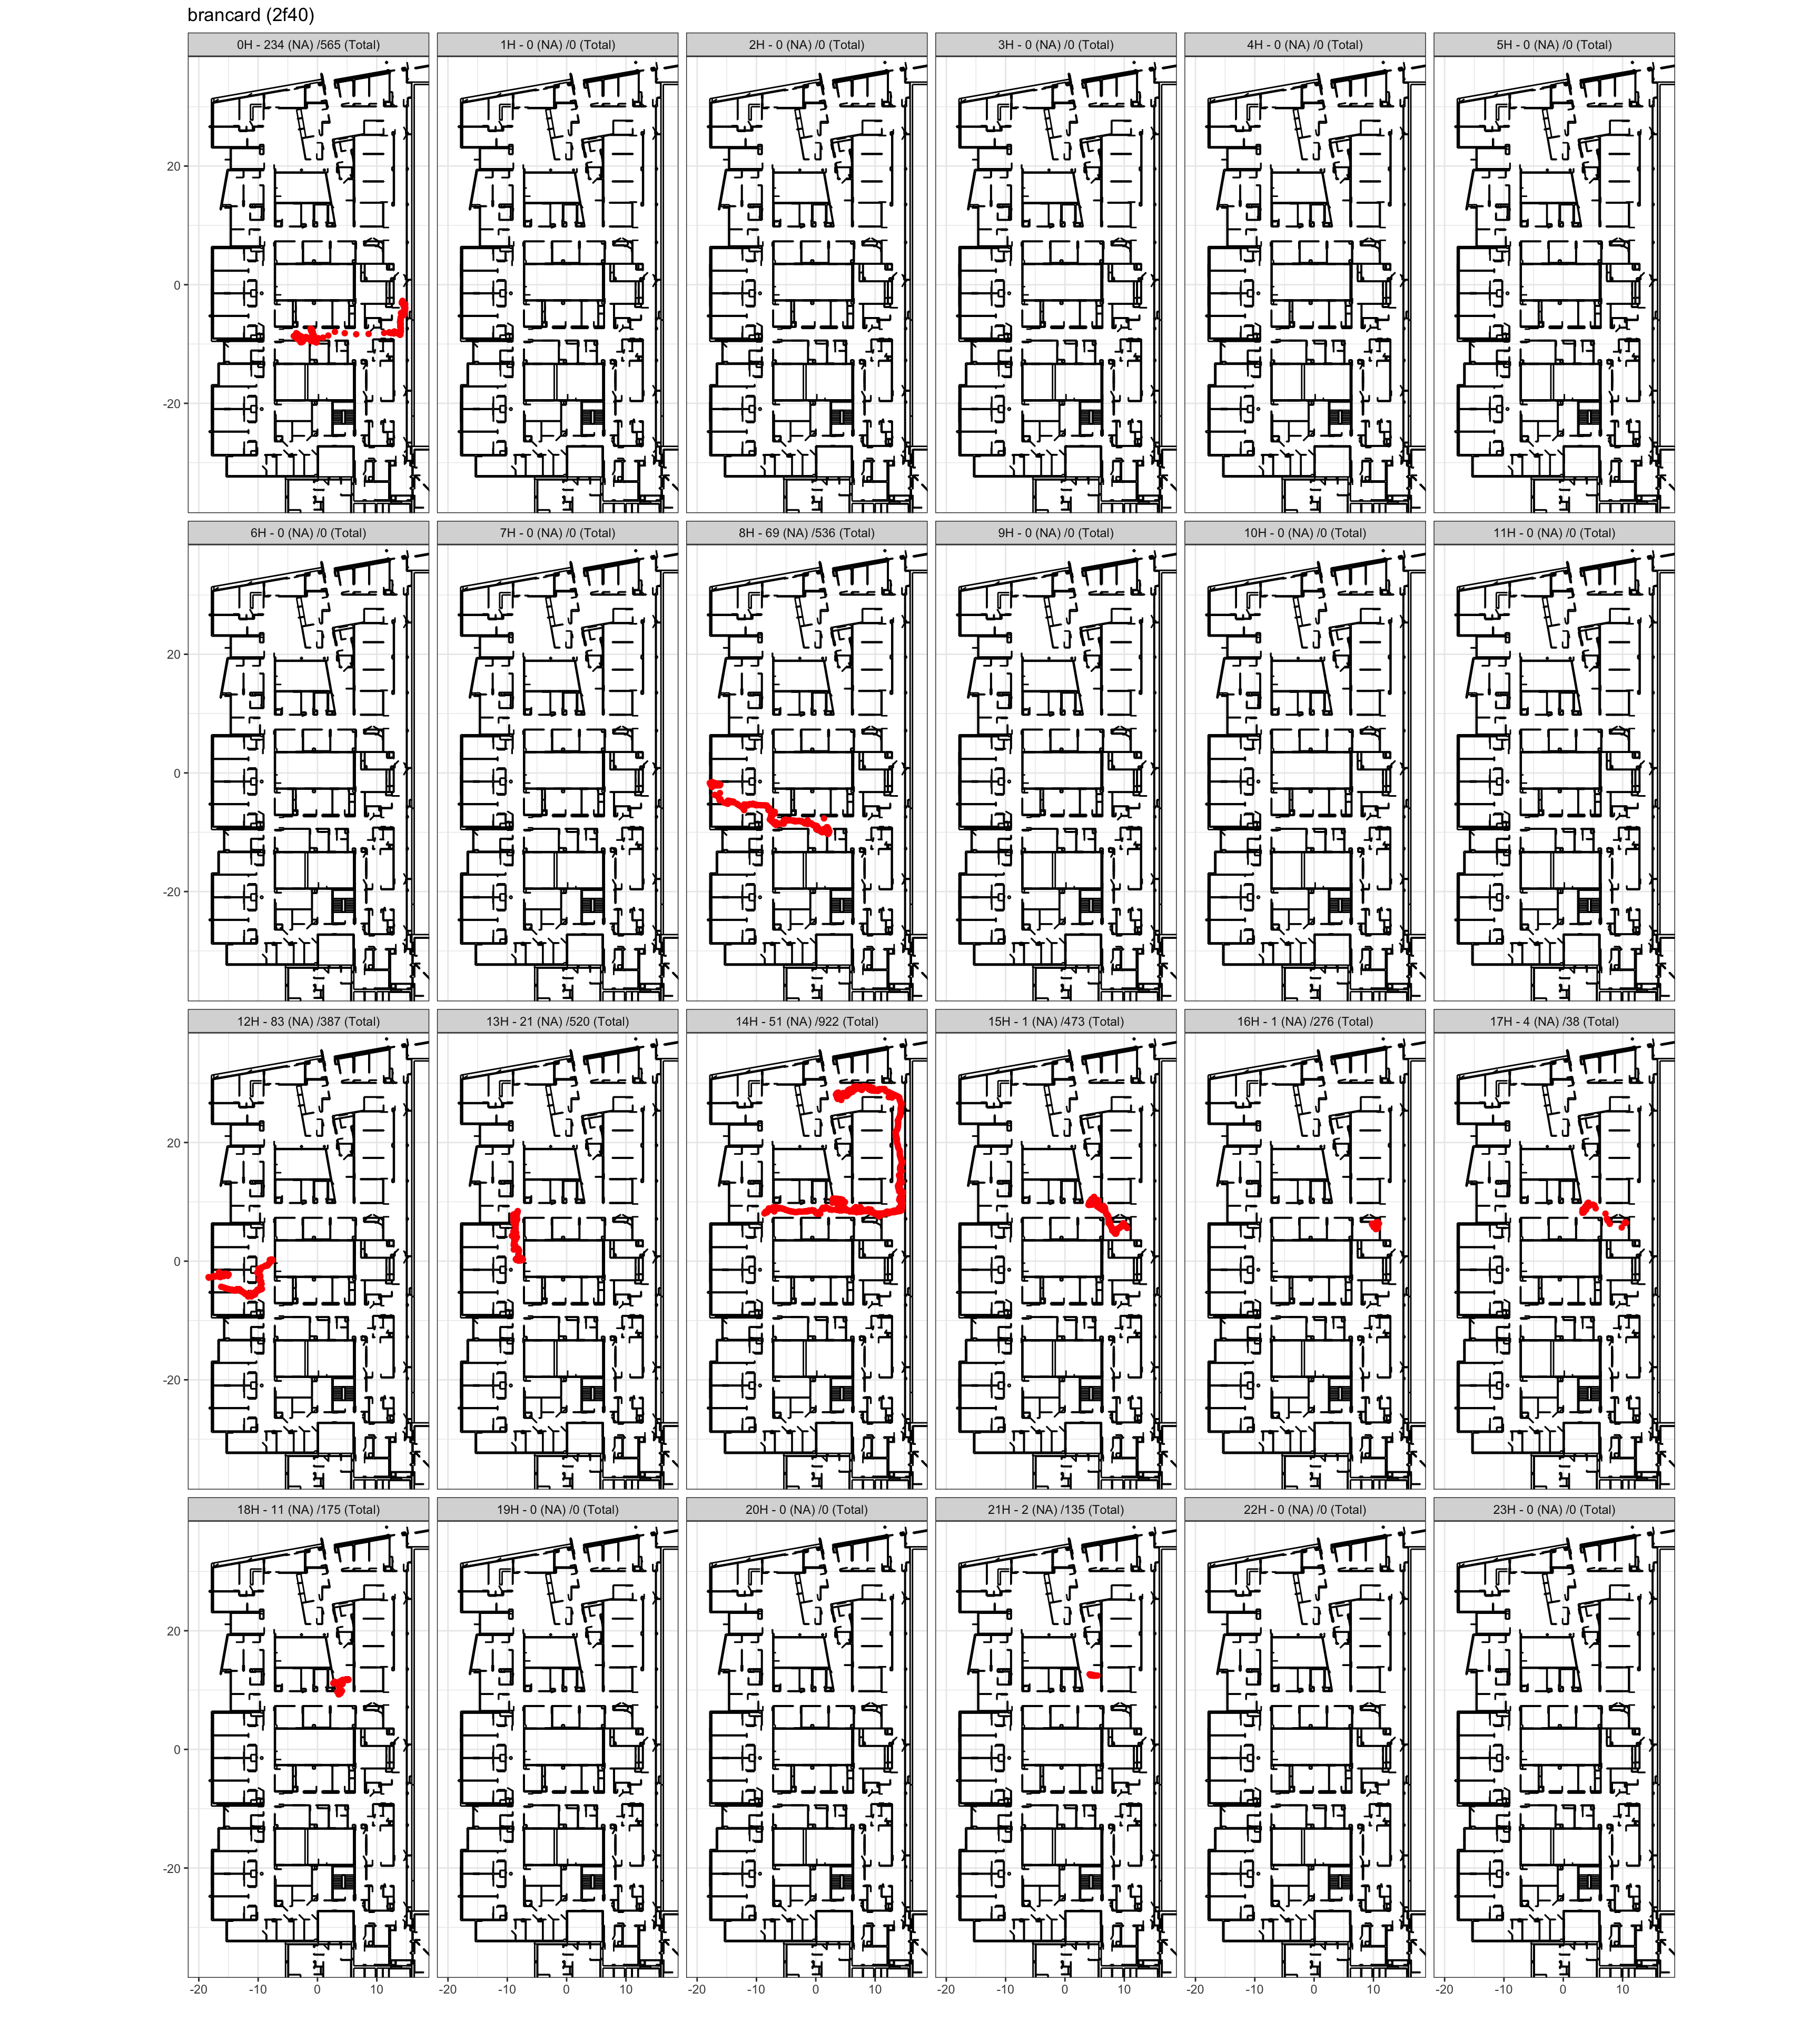 brancard (2f40)
0H - 234 (NA) /565 (Total) 1H - 0 (NA) /0 (Total) 2H - 0 (NA) /0 (Total) 3H - 0 (NA) /0 (Total) 4H - 0 (NA) /0 (Total) 5H - 0 (NA) /0 (Total)
20
0
-20
6H - 0 (NA) /0 (Total) 7H - 0 (NA) /0 (Total) 8H - 69 (NA) /536 (Total) 9H - 0 (NA) /0 (Total) 10H - 0 (NA) /0 (Total) 11H - 0 (NA) /0 (Total)
20
0
-20
12H - 83 (NA) /387 (Total) 13H - 21 (NA) /520 (Total) 14H - 51 (NA) /922 (Total) 15H - 1 (NA) /473 (Total) 16H - 1 (NA) /276 (Total) 17H - 4 (NA) /38 (Total)
20
0
-20
18H - 11 (NA) /175 (Total) 19H - 0 (NA) /0 (Total) 20H - 0 (NA) /0 (Total) 21H - 2 (NA) /135 (Total) 22H - 0 (NA) /0 (Total) 23H - 0 (NA) /0 (Total)
20
0
-20
-20 -10 0 10 -20 -10 0 10 -20 -10 0 10 -20 -10 0 10 -20 -10 0 10 -20 -10 0 10